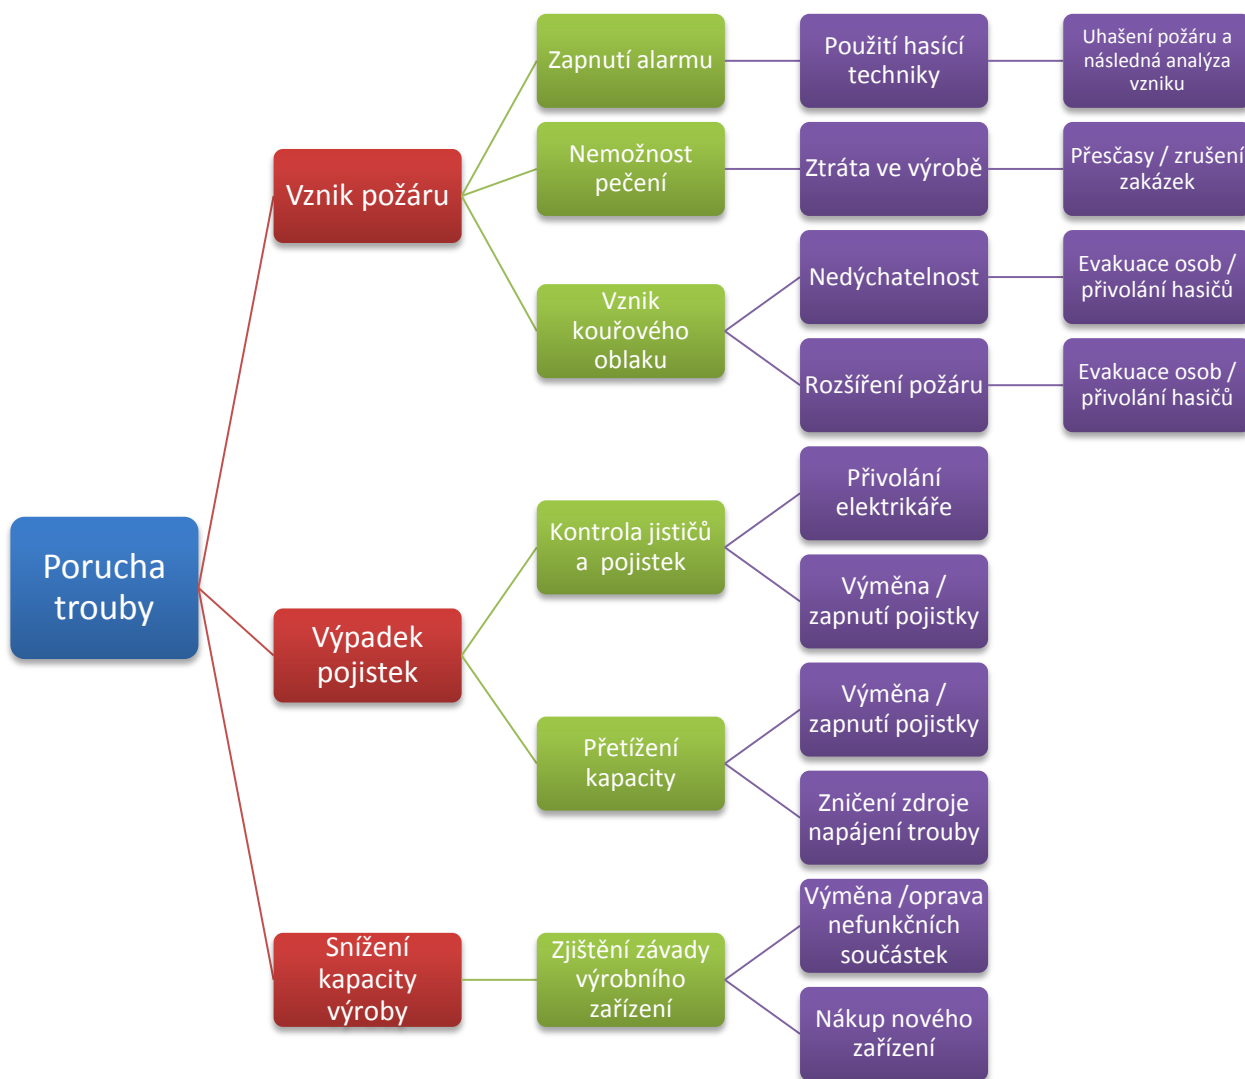 Zapnutí alarmu
Použití hasící
techniky
Uhašení požáru a
následná analýza
vzniku
Vznik požáru
Nemožnost
pečení
Ztráta ve výrobě
Přesčasy / zrušení
zakázek
Vznik
kouřového
oblaku
Nedýchatelnost
Evakuace osob /
přivolání hasičů
Rozšíření požáru
Evakuace osob /
přivolání hasičů
Porucha
trouby
Výpadek
pojistek
Kontrola jističů
a  pojistek
Přivolání
elektrikáře
Výměna /
zapnutí pojistky
Přetížení
kapacity
Výměna /
zapnutí pojistky
Zničení zdroje
napájení trouby
Snížení
kapacity
výroby
Zjištění závady
výrobního
zařízení
Výměna /oprava
nefunkčních
součástek
Nákup nového
zařízení